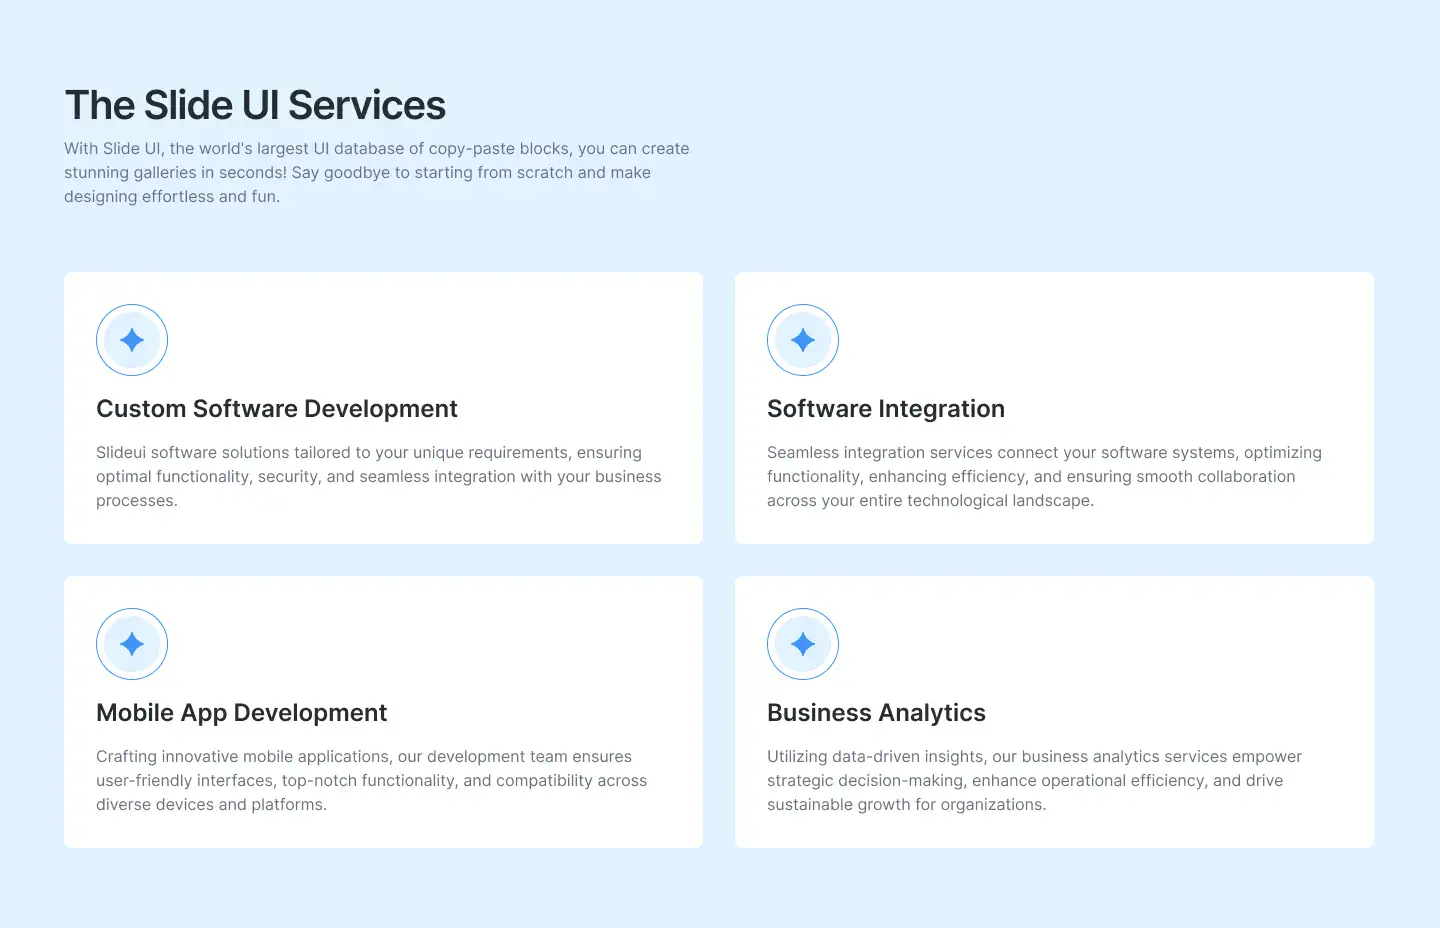 The Slide UI Services
With Slide UI, the world's largest UI database of copy-paste blocks, you can create
stunning galleries in seconds! Say goodbye to starting from scratch and make
designing effortless and fun.
Custom Software Development
Slideui software solutions tailored to your unique requirements, ensuring
optimal functionality, security, and seamless integration with your business
processes.
Software Integration
Seamless integration services connect your software systems, optimizing
functionality, enhancing efficiency, and ensuring smooth collaboration
across your entire technological landscape.
Mobile App Development
Crafting innovative mobile applications, our development team ensures
user-friendly interfaces, top-notch functionality, and compatibility across
diverse devices and platforms.
Business Analytics
Utilizing data-driven insights, our business analytics services empower
strategic decision-making, enhance operational efficiency, and drive
sustainable growth for organizations.